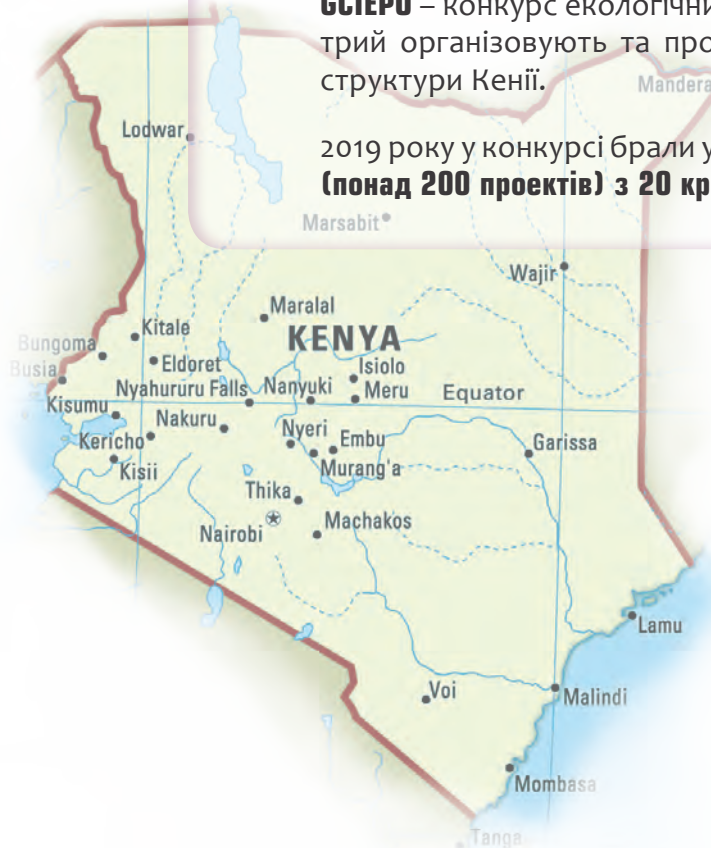 GCIEPO – конкурс екологічни
трий організовують та про
структури Кенії.
Mandera
Lodwar
2019 року у конкурсі брали у
(понад 200 проектів) з 20 кр
Marsabit
Wajir
Maralal
Kitale
KENYA
Bungoma
Eldoret
Isiolo
Busia
Nyahururu Falls
Nanyuki
Meru
Equator
Kisumu
Nakuru
Kericho
Nyeri
Embu
Garissa
Kisii
Murang'a
Thika
Nairobi
Machakos
Lamu
Voi
Malindi
Mombasa
Tanga